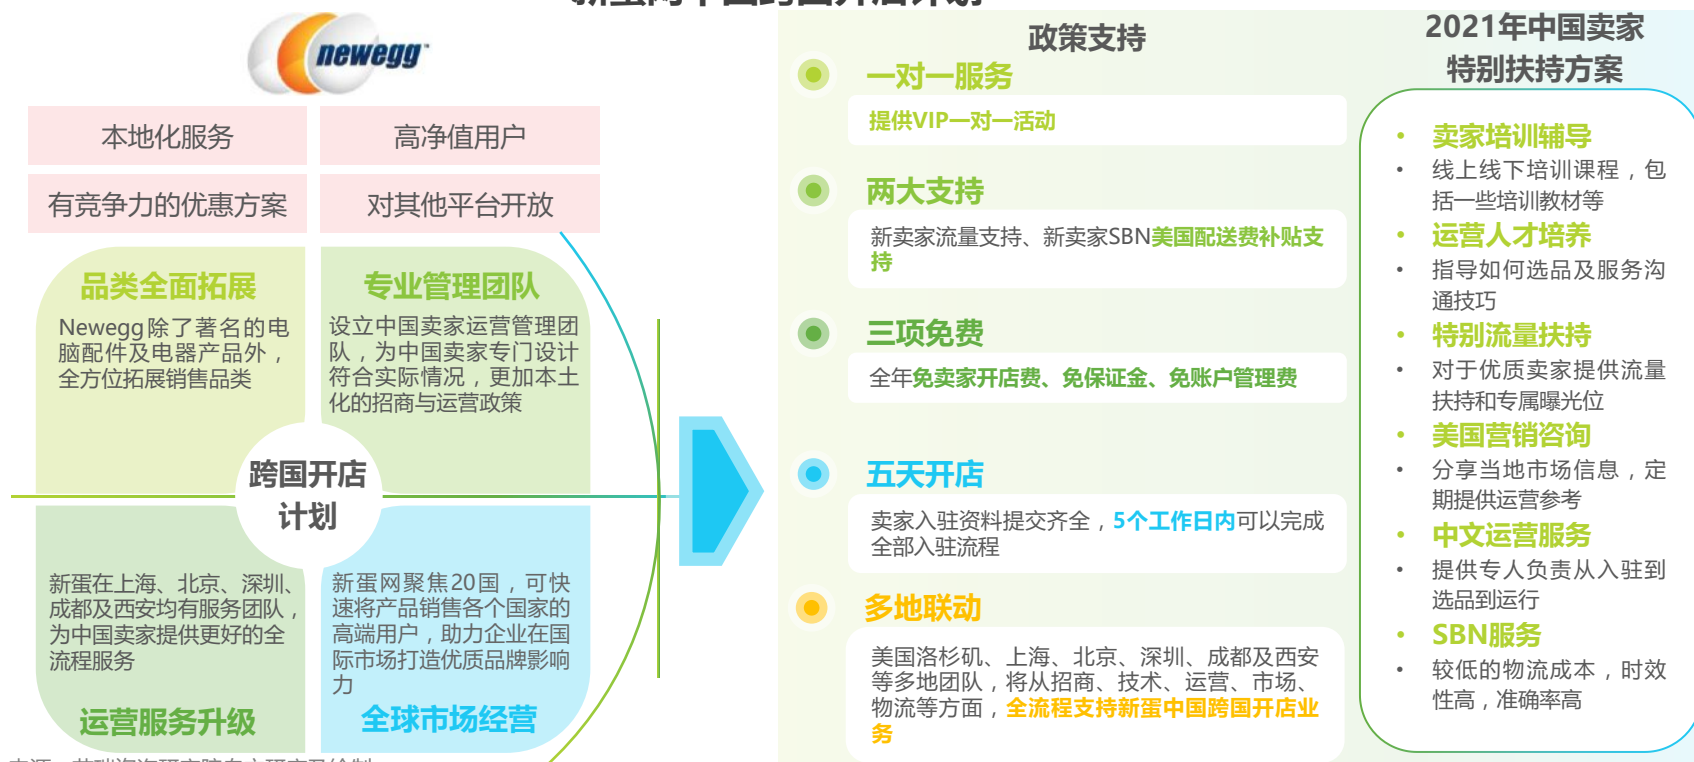 新蛋网中国跨国开店计划
newegg
本地化服务
高净值用户
有竞争力的优惠方案
对其他平台开放
品类全面拓展
Newegg除了著名的电
脑配件及电器产品外，
全方位拓展销售品类
专业管理团队
设立中国卖家运营管理团
队，为中国卖家专门设计
符合实际情况，更加本土
化的招商与运营政策
跨国开店
计划
新蛋在上海、北京、深圳、
成都及西安均有服务团队，
为中国卖家提供更好的全
流程服务
运营服务升级
新蛋网聚焦20国，可快
速将产品销售各个国家的
高端用户，助力企业在国
际市场打造优质品牌影响
力
全球市场经营
政策支持
一对一服务
提供VIP一对一活动
两大支持
新卖家流量支持、新卖家SBN美国配送费补贴支
持
三项免费
全年免卖家开店费、免保证金、免账户管理费
五天开店
卖家入驻资料提交齐全，5个工作日内可以完成
全部入驻流程
多地联动
美国洛杉矶、上海、北京、深圳、成都及西安
等多地团队，将从招商、技术、运营、市场、
物流等方面，全流程支持新蛋中国跨国开店业
务
2021年中国卖家
特别扶持方案
• 卖家培训辅导
• 线上线下培训课程，包
括一些培训教材等
• 运营人才培养
• 指导如何选品及服务沟
通技巧
• 特别流量扶持
• 对于优质卖家提供流量
扶持和专属曝光位
• 美国营销咨询
• 分享当地市场信息，定
期提供运营参考
• 中文运营服务
• 提供专人负责从入驻到
选品到运行
• SBN服务
• 较低的物流成本，时效
性高，准确率高